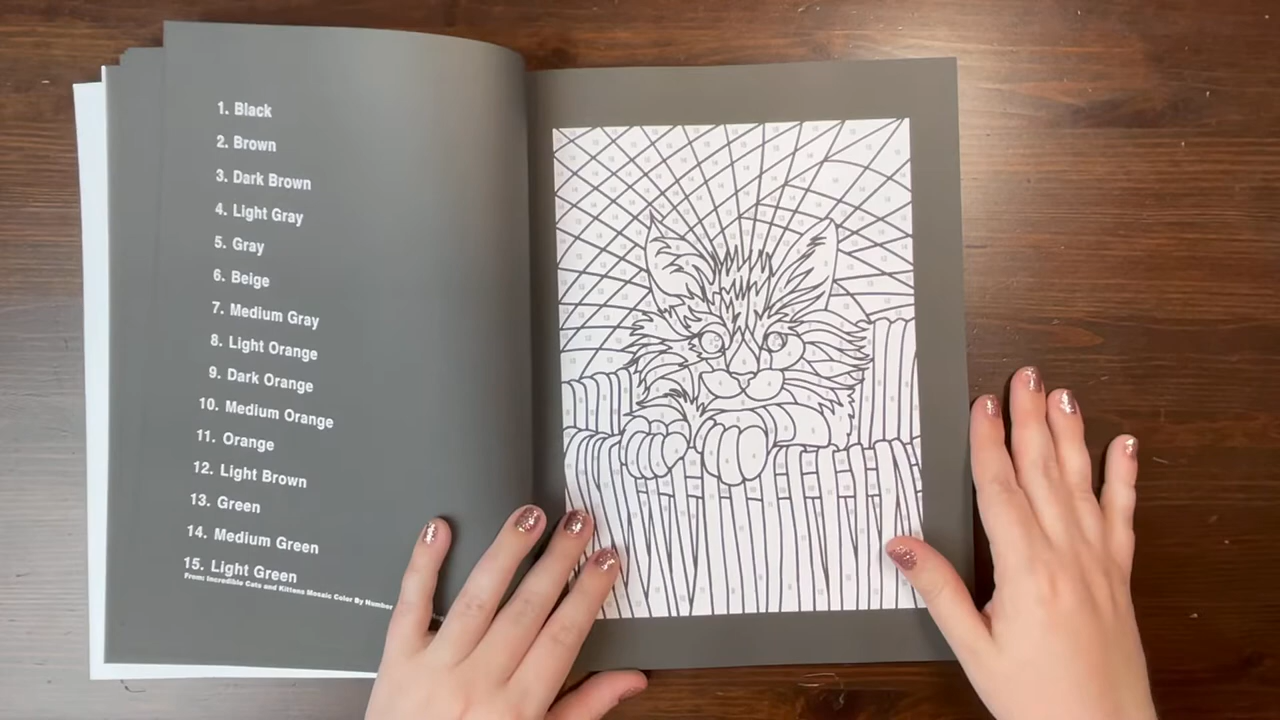 1. Black
2. Brown
3. Dark Brown
4. Light Gray
5. Gray
6. Beige
7. Medium Gray
8. Light Orange
9. Dark Orange
10. Medium Orange
11. Orange
12. Light Brown
13. Green
14. Medium Green
15. Light Green
From: Incredible Cats and Kittens Mosaic Color By Number